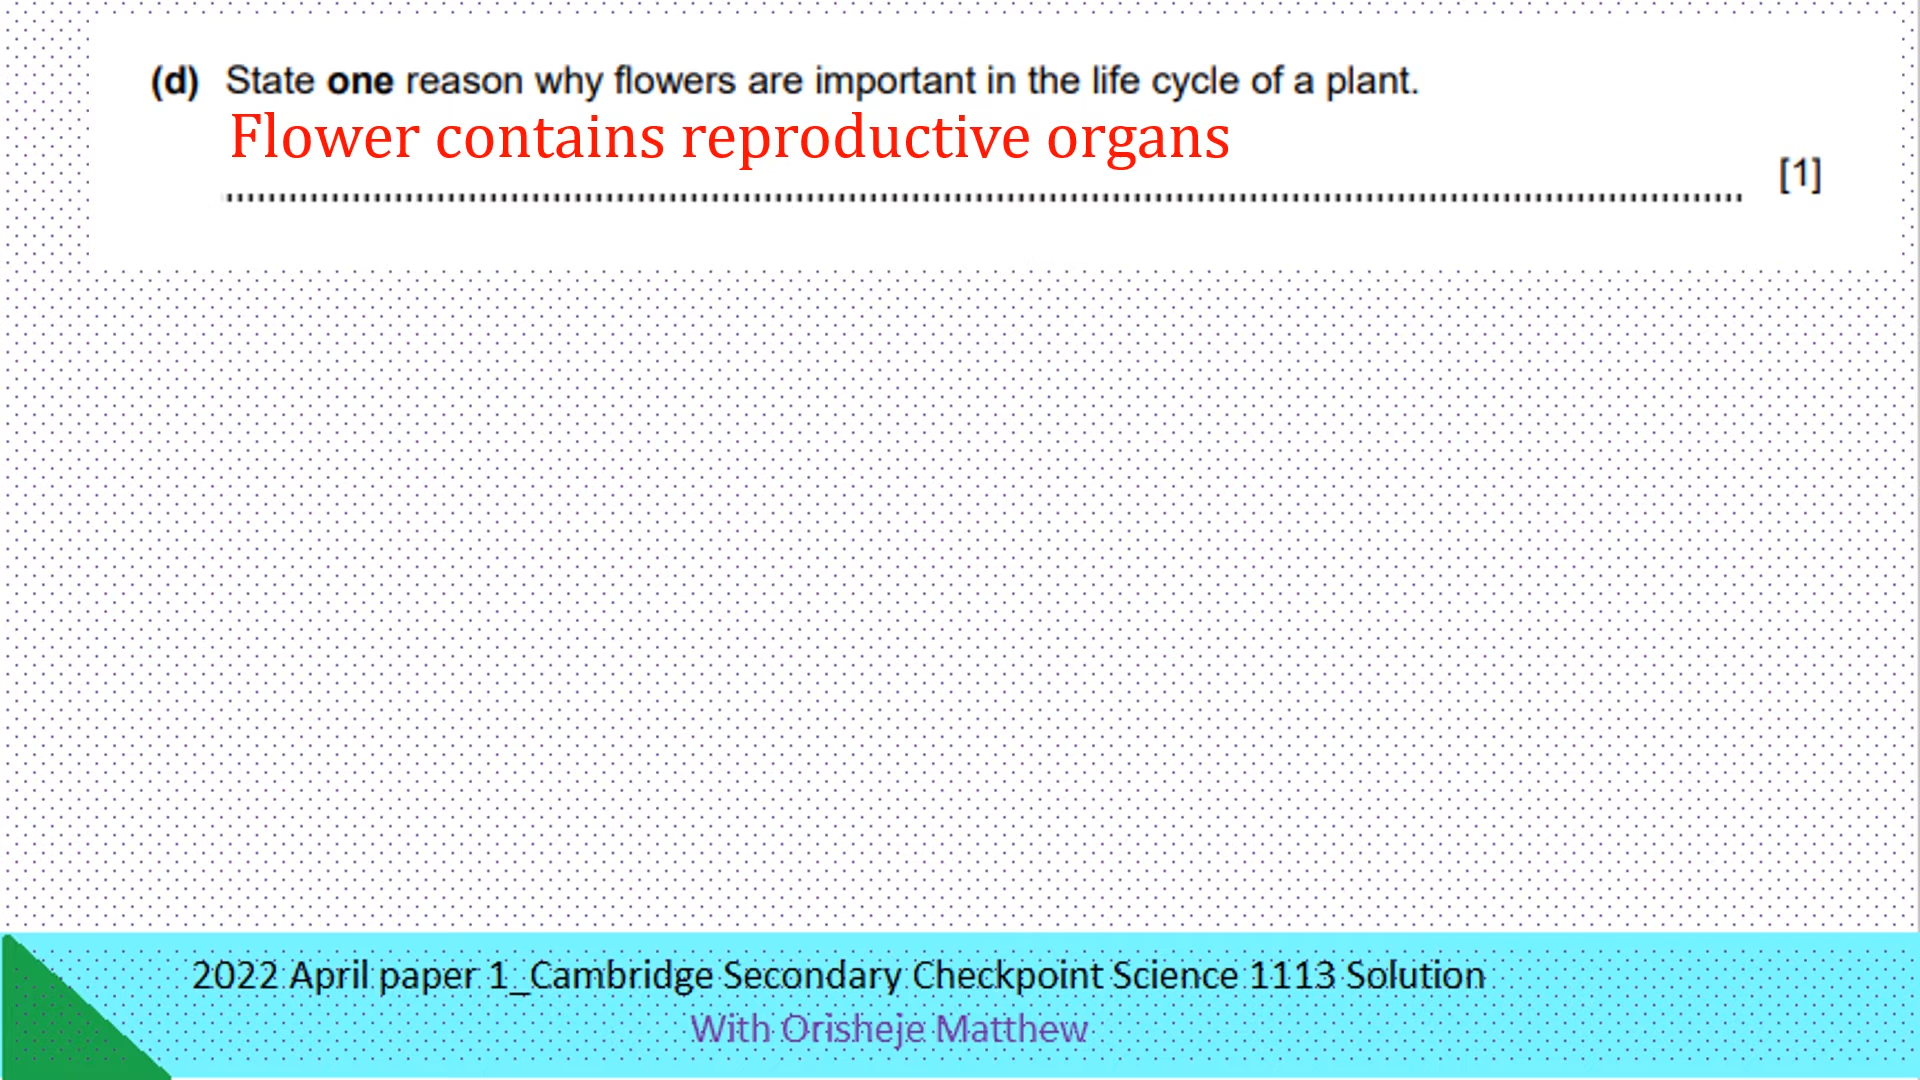 (d) State one reason why flowers are important in the life cycle of a plant.
Flower contains reproductive organs
[1]
2022 April paper 1_Cambridge Secondary Checkpoint Science 1113 Solution
With Orisheje Matthew